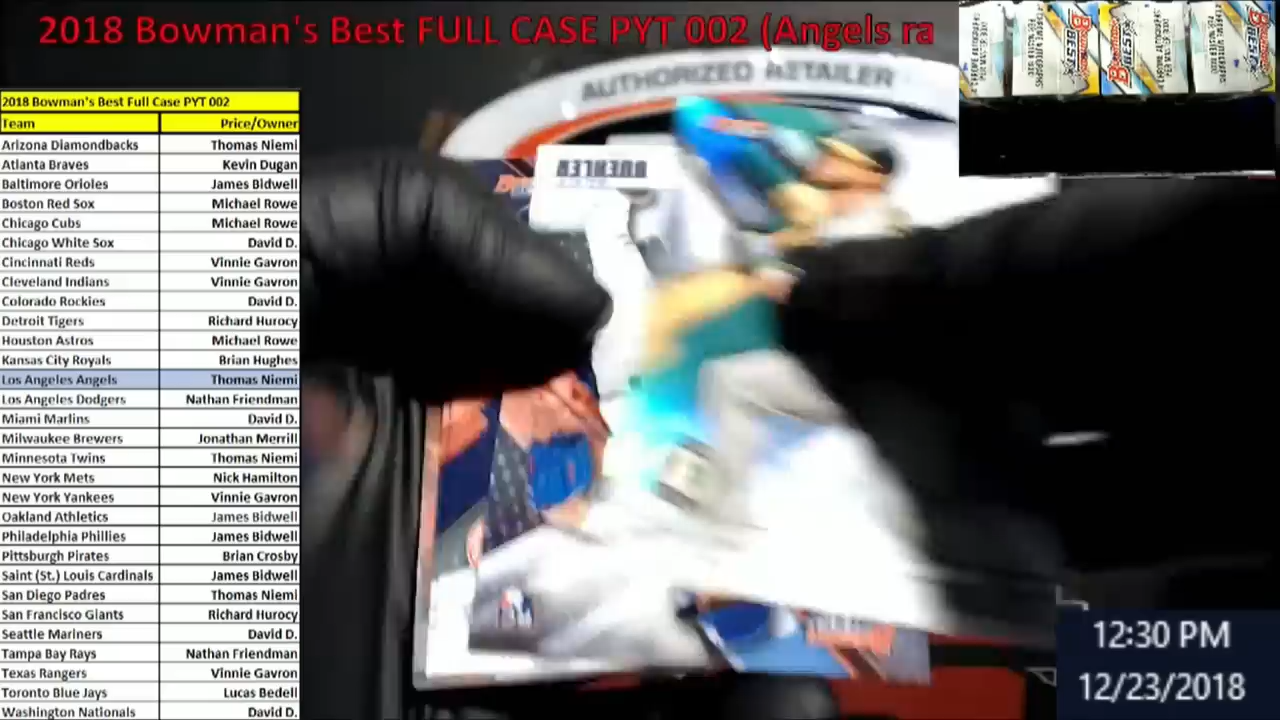 2018 Bowman's Best FULL CASE PYT 002 (Angels ra
AUTHORIZED RETAILER
2018 Bowman's Best Full Case PYT 002
Team Price/Owner
Arizona Diamondbacks Thomas Niemi
Atlanta Braves Kevin Dugan
Baltimore Orioles James Bidwell
Boston Red Sox Michael Rowe
Chicago Cubs Michael Rowe
Chicago White Sox David D.
Cincinnati Reds Vinnie Gavron
Cleveland Indians Vinnie Gavron
Colorado Rockies David D.
Detroit Tigers Richard Hurocy
Houston Astros Michael Rowe
Kansas City Royals Brian Hughes
Los Angeles Angels Thomas Niemi
Los Angeles Dodgers Nathan Friendman
Miami Marlins David D.
Milwaukee Brewers Jonathan Merrill
Minnesota Twins Thomas Niemi
New York Mets Nick Hamilton
New York Yankees Vinnie Gavron
Oakland Athletics James Bidwell
Philadelphia Phillies James Bidwell
Pittsburgh Pirates Brian Crosby
Saint (St.) Louis Cardinals James Bidwell
San Diego Padres Thomas Niemi
San Francisco Giants Richard Hurocy
Seattle Mariners David D.
Tampa Bay Rays Nathan Friendman
Texas Rangers Vinnie Gavron
Toronto Blue Jays Lucas Bedell
Washington Nationals David D.
12:30 PM
12/23/2018